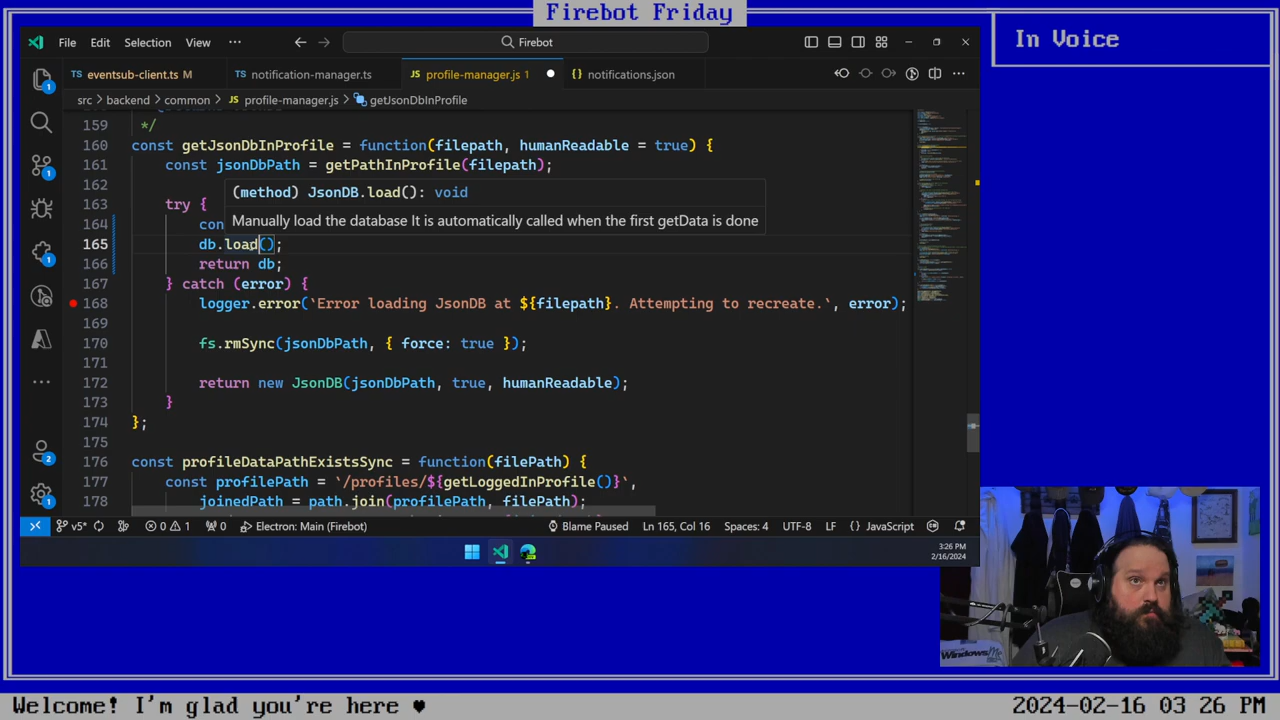 Firebot Friday
In Voice
File Edit Selection View ··· Firebot
TS eventsub-client.ts M TS notification-manager.ts JS profile-manager.js 1 {} notifications.json
src > backend > common > JS profile-manager.js > getJsonDbInProfile
159 */
160 const getJsonDbInProfile = function(filepath, humanReadable = true) {
161 const jsonDbPath = getPathInProfile(filepath);
162 (method) JsonDB.load(): void
163 try {
164 con ually load the database It is automatically called when the first getData is done
165 db.load();
166 return db;
167 } catch (error) {
168 logger.error(`Error loading JsonDB at ${filepath}. Attempting to recreate.`, error);
169
170 fs.rmSync(jsonDbPath, { force: true });
171
172 return new JsonDB(jsonDbPath, true, humanReadable);
173 }
174 };
175
176 const profileDataPathExistsSync = function(filePath) {
177 const profilePath = `/profiles/${getLoggedInProfile()}`,
178 joinedPath = path.join(profilePath, filePath);
v5* 0 1 0 Electron: Main (Firebot) Blame Paused Ln 165, Col 16 Spaces: 4 UTF-8 LF {} JavaScript
3:26 PM
2/16/2024
Welcome! I'm glad you're here ♥ 2024-02-16 03 26 PM